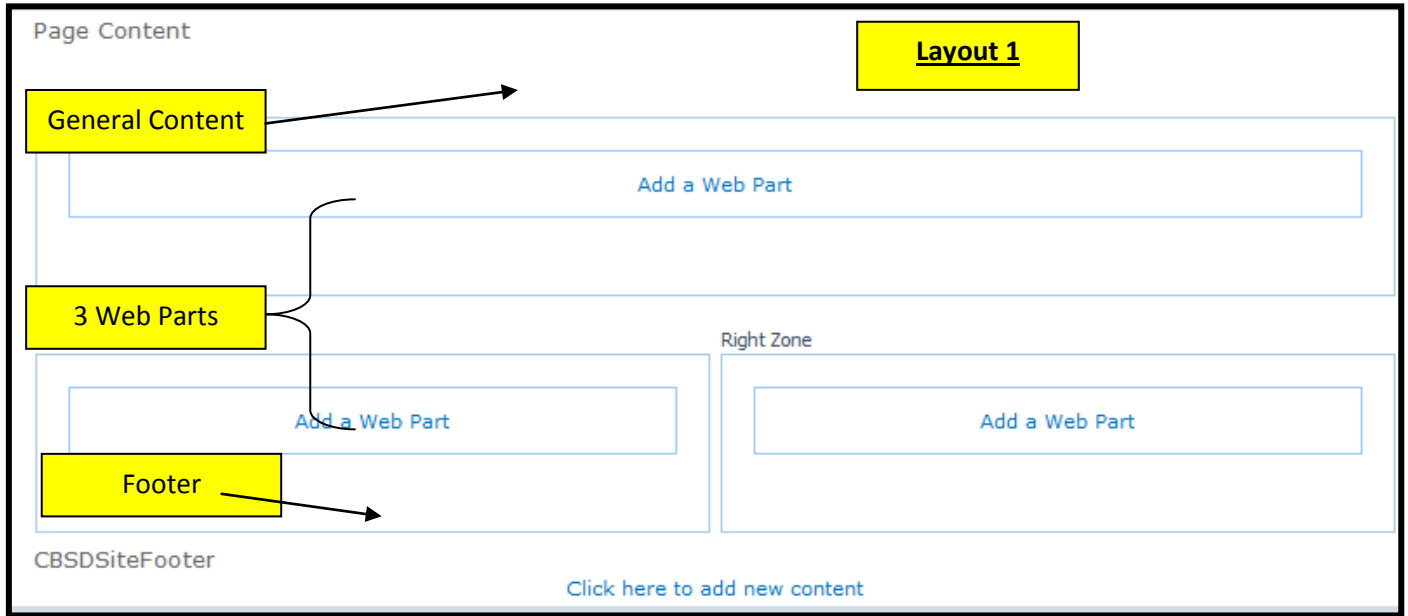 Page Content
Layout 1
General Content
Add a Web Part
3 Web Parts
Right Zone
Add a Web Part
Add a Web Part
Footer
CBSDSiteFooter
Click here to add new content